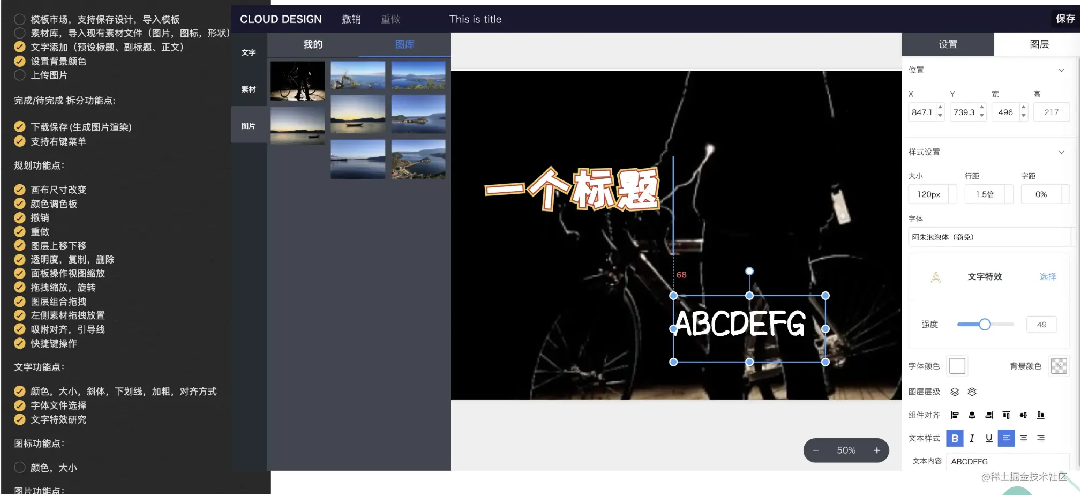 模板市场，支持保存设计，导入模板
素材库，导入现有素材文件（图片，图标，形状）
文字添加（预设标题、副标题、正文）
设置背景颜色
上传图片
完成/待完成 拆分功能点：
下载保存(生成图片渲染)
支持右键菜单
规划功能点：
画布尺寸改变
颜色调色板
撤销
重做
图层上移下移
透明度，复制，删除
面板操作视图缩放
拖拽缩放，旋转
图层组合拖拽
左侧素材拖拽放置
吸附对齐，引导线
快捷键操作
文字功能点：
颜色，大小，斜体，下划线，加粗，对齐方式
字体文件选择
文字特效研究
图标功能点：
颜色，大小
图片功能点：
CLOUD DESIGN 撤销 重做 This is title 保存
文字
素材
图片
我的 图库
一个标题
68
ABCDEFG
50%
设置 图层
位置
X Y 宽 高
847.1 739.3 496 217
样式设置
大小 行距 字距
120px 1.5倍 0%
字体
文字特效 选择
强度 49
字体颜色 背景颜色
图层层级
组件对齐
文本样式 B I U
文本内容 ABCDEFG
@稀土掘金技术社区